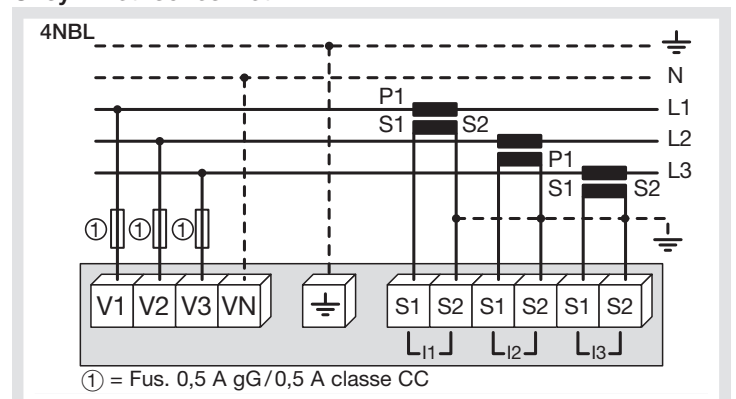 4NBL
N
P1
L1
S1 S2
L2
P1
L3
S1 S2
① ① ①
V1 V2 V3 VN S1 S2 S1 S2 S1 S2
I1 I2 I3
① = Fus. 0,5 A gG/0,5 A classe CC